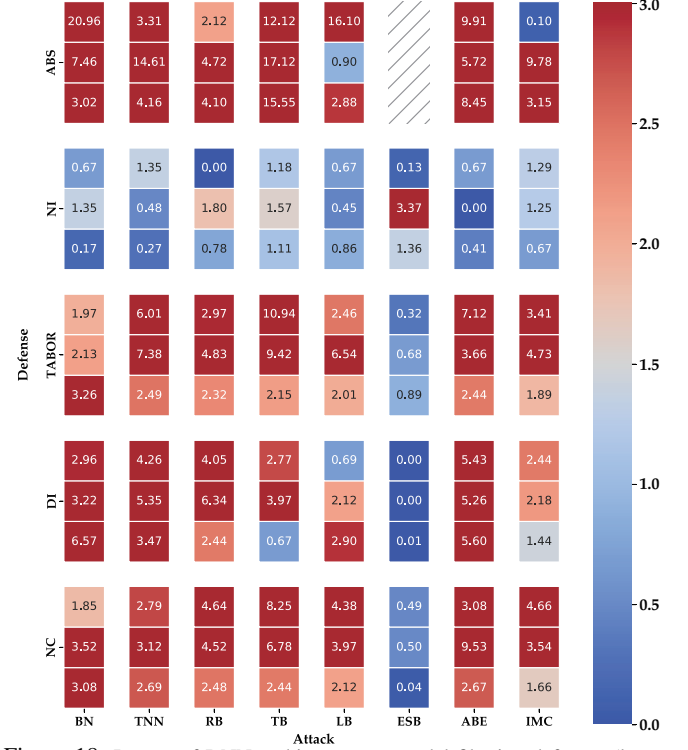 20.96 3.31 2.12 12.12 16.10 9.91 0.10 3.0
ABS 7.46 14.61 4.72 17.12 0.90 5.72 9.78
3.02 4.16 4.10 15.55 2.88 8.45 3.15 2.5
0.67 1.35 0.00 1.18 0.67 0.13 0.67 1.29
NI 1.35 0.48 1.80 1.57 0.45 3.37 0.00 1.25
0.17 0.27 0.78 1.11 0.86 1.36 0.41 0.67 2.0
1.97 6.01 2.97 10.94 2.46 0.32 7.12 3.41
Defense TABOR 2.13 7.38 4.83 9.42 6.54 0.68 3.66 4.73 1.5
3.26 2.49 2.32 2.15 2.01 0.89 2.44 1.89
2.96 4.26 4.05 2.77 0.69 0.00 5.43 2.44 1.0
DI 3.22 5.35 6.34 3.97 2.12 0.00 5.26 2.18
6.57 3.47 2.44 0.67 2.90 0.01 5.60 1.44
1.85 2.79 4.64 8.25 4.38 0.49 3.08 4.66 0.5
NC 3.52 3.12 4.52 6.78 3.97 0.50 9.53 3.54
3.08 2.69 2.48 2.44 2.12 0.04 2.67 1.66
BN TNN RB TB LB ESB ABE IMC 0.0
Attack